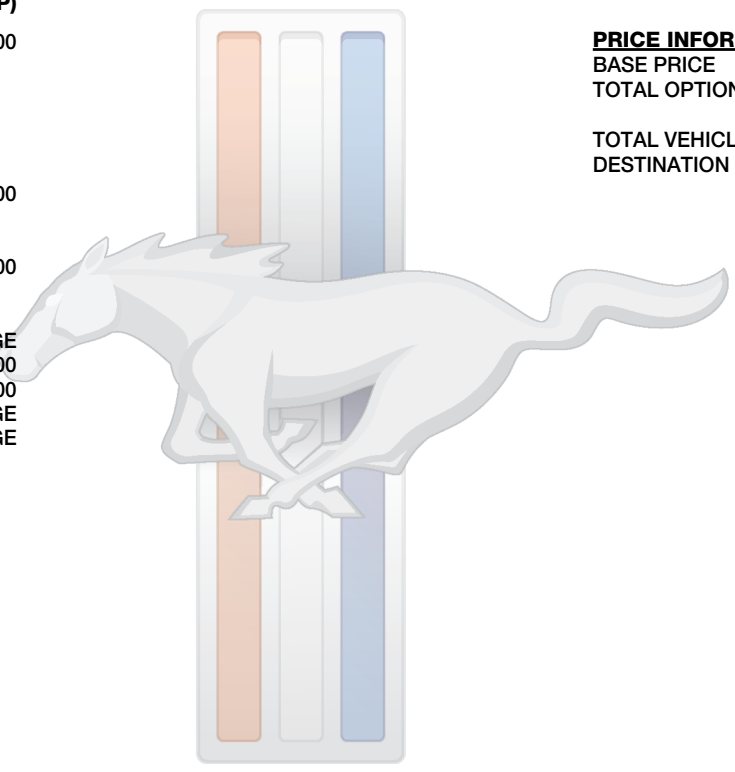 P)
00
00
00
GE
00
00
GE
GE
PRICE INFOR
BASE PRICE
TOTAL OPTION
TOTAL VEHICL
DESTINATION